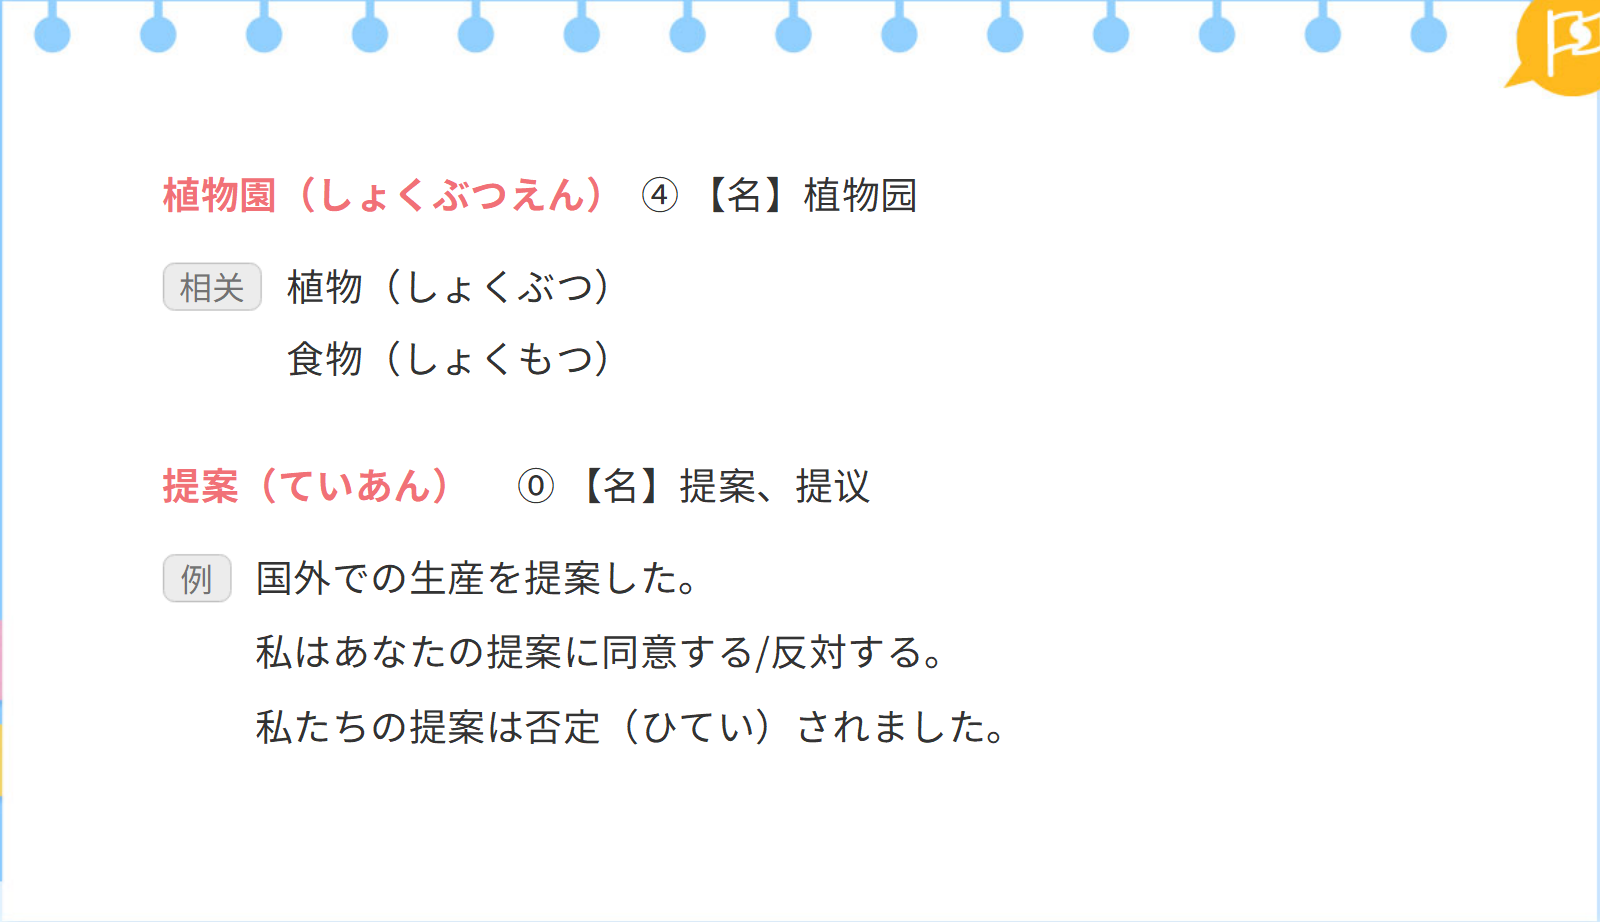 植物園（しょくぶつえん） ④ 【名】植物园
相关 植物（しょくぶつ）
食物（しょくもつ）
提案（ていあん） ⓪ 【名】提案、提议
例 国外での生産を提案した。
私はあなたの提案に同意する/反対する。
私たちの提案は否定（ひてい）されました。